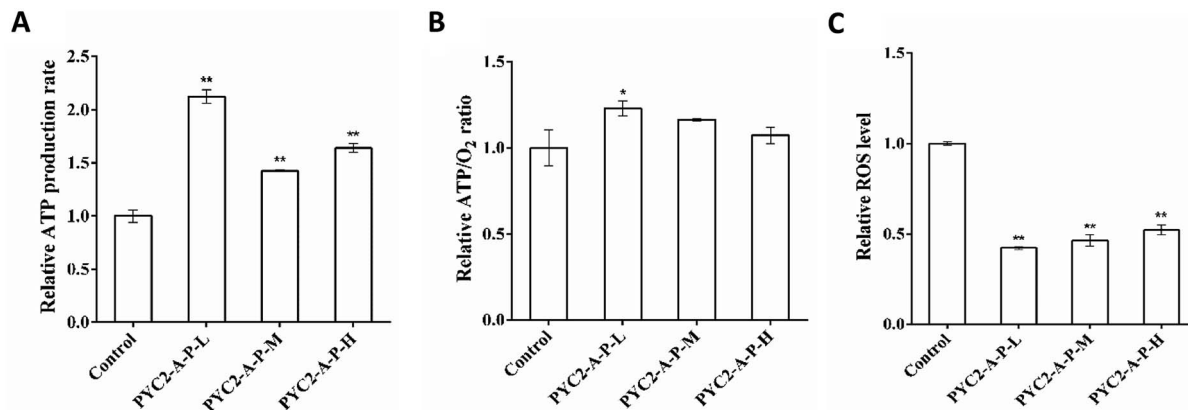 A
Relative ATP production rate
2.5
2.0
1.5
1.0
0.5
0.0
**
**
**
Control
PYC2-A-P-L
PYC2-A-P-M
PYC2-A-P-H
B
Relative ATP/O₂ ratio
1.5
1.0
0.5
0.0
*
Control
PYC2-A-P-L
PYC2-A-P-M
PYC2-A-P-H
C
Relative ROS level
1.5
1.0
0.5
0.0
**
**
**
Control
PYC2-A-P-L
PYC2-A-P-M
PYC2-A-P-H